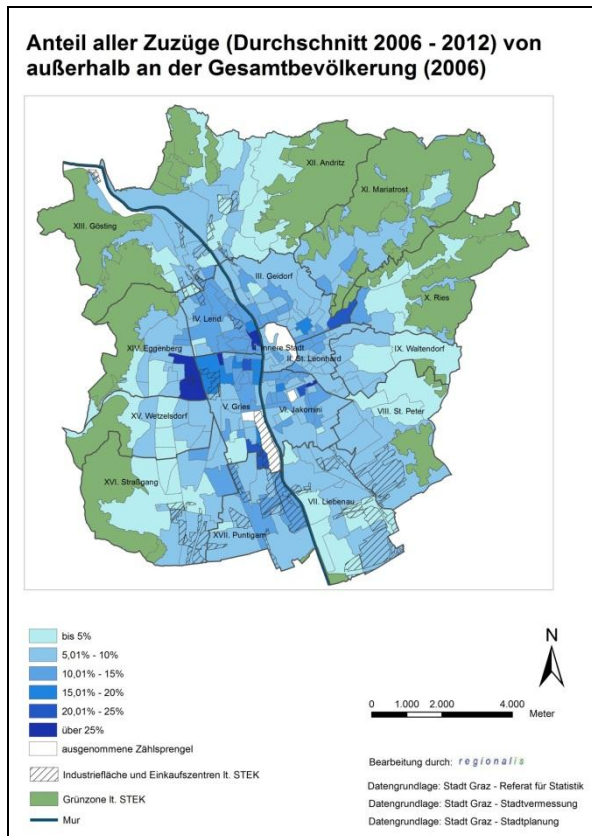 Anteil aller Zuzüge (Durchschnitt 2006 - 2012) von
außerhalb an der Gesamtbevölkerung (2006)
XII. Andritz
XI. Mariatrost
XIII. Gösting
III. Geidorf
X. Ries
IV. Lend
Innere Stadt
XIV. Eggenberg
II. St. Leonhard
IX. Waltendorf
V. Gries
VI. Jakomini
VIII. St. Peter
XV. Wetzelsdorf
XVI. Straßgang
VII. Liebenau
XVII. Puntigam
bis 5%
5,01% - 10%
10,01% - 15%
15,01% - 20%
20,01% - 25%
über 25%
ausgenommene Zählsprengel
Industriefläche und Einkaufszentren lt. STEK
Grünzone lt. STEK
Mur
N
0 1.000 2.000 4.000
Meter
Bearbeitung durch: regionalis
Datengrundlage: Stadt Graz - Referat für Statistik
Datengrundlage: Stadt Graz - Stadtvermessung
Datengrundlage: Stadt Graz - Stadtplanung